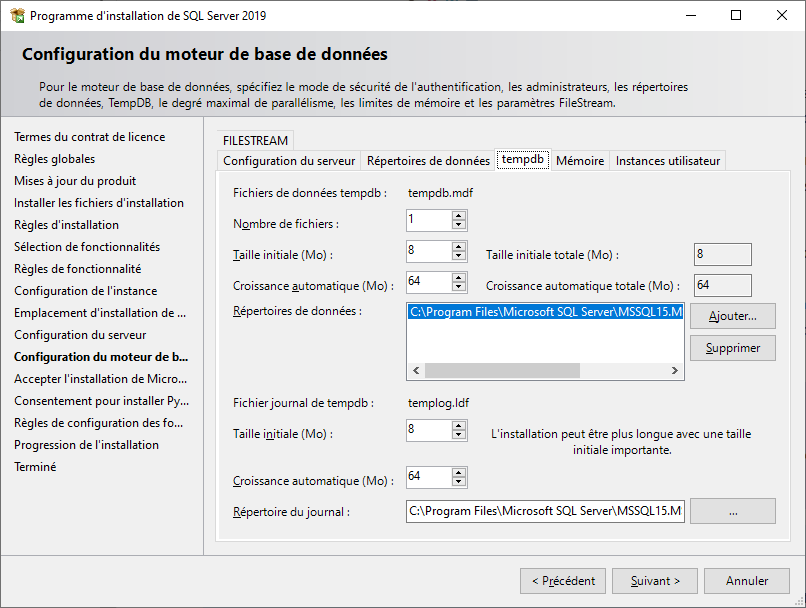 Programme d'installation de SQL Server 2019
Configuration du moteur de base de données
Pour le moteur de base de données, spécifiez le mode de sécurité de l'authentification, les administrateurs, les répertoires
de données, TempDB, le degré maximal de parallélisme, les limites de mémoire et les paramètres FileStream.
Termes du contrat de licence
Règles globales
Mises à jour du produit
Installer les fichiers d'installation
Règles d'installation
Sélection de fonctionnalités
Règles de fonctionnalité
Configuration de l'instance
Emplacement d'installation de ...
Configuration du serveur
Configuration du moteur de b...
Accepter l'installation de Micro...
Consentement pour installer Py...
Règles de configuration des fo...
Progression de l'installation
Terminé
FILESTREAM
Configuration du serveur Répertoires de données tempdb Mémoire Instances utilisateur
Fichiers de données tempdb : tempdb.mdf
Nombre de fichiers : 1
Taille initiale (Mo) : 8 Taille initiale totale (Mo) : 8
Croissance automatique (Mo) : 64 Croissance automatique totale (Mo) : 64
Répertoires de données : C:\Program Files\Microsoft SQL Server\MSSQL15.M Ajouter...
Supprimer
Fichier journal de tempdb : templog.ldf
Taille initiale (Mo) : 8 L'installation peut être plus longue avec une taille
initiale importante.
Croissance automatique (Mo) : 64
Répertoire du journal : C:\Program Files\Microsoft SQL Server\MSSQL15.M ...
< Précédent Suivant > Annuler